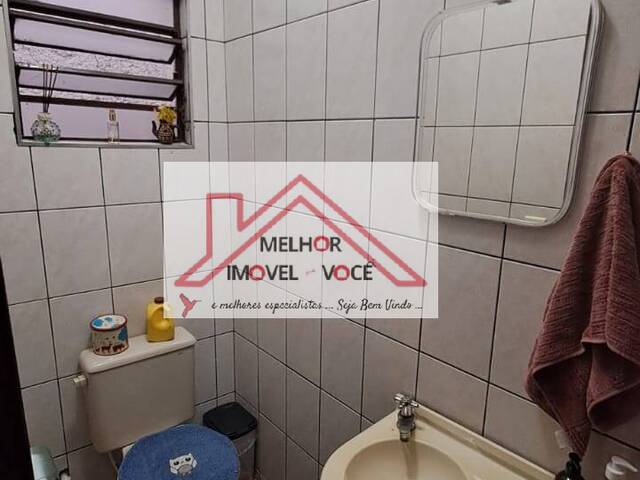 MELHOR
IMOVEL - VOCÊ
e melhores especialistas ... Seja Bem Vindo ...